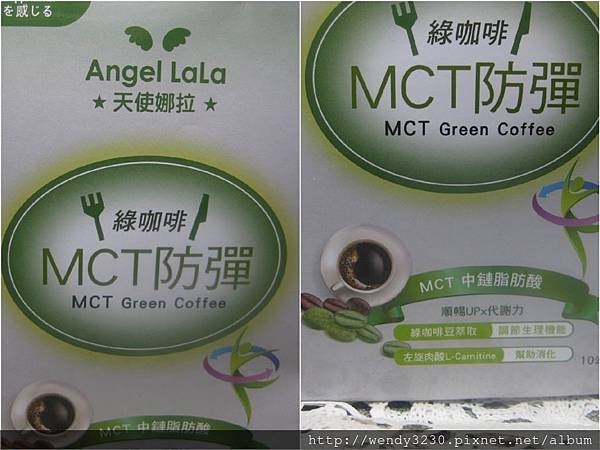 を感じる
Angel LaLa
★天使娜拉★
綠咖啡
MCT防彈
MCT Green Coffee
MCT 中鏈脂肪酸
綠咖啡
MCT防彈
MCT Green Coffee
MCT 中鏈脂肪酸
順暢UPx代謝力
綠咖啡豆萃取 調節生理機能
左旋肉酸L-Carnitine 幫助消化
102
http://wendy3230.pixnet.net/album